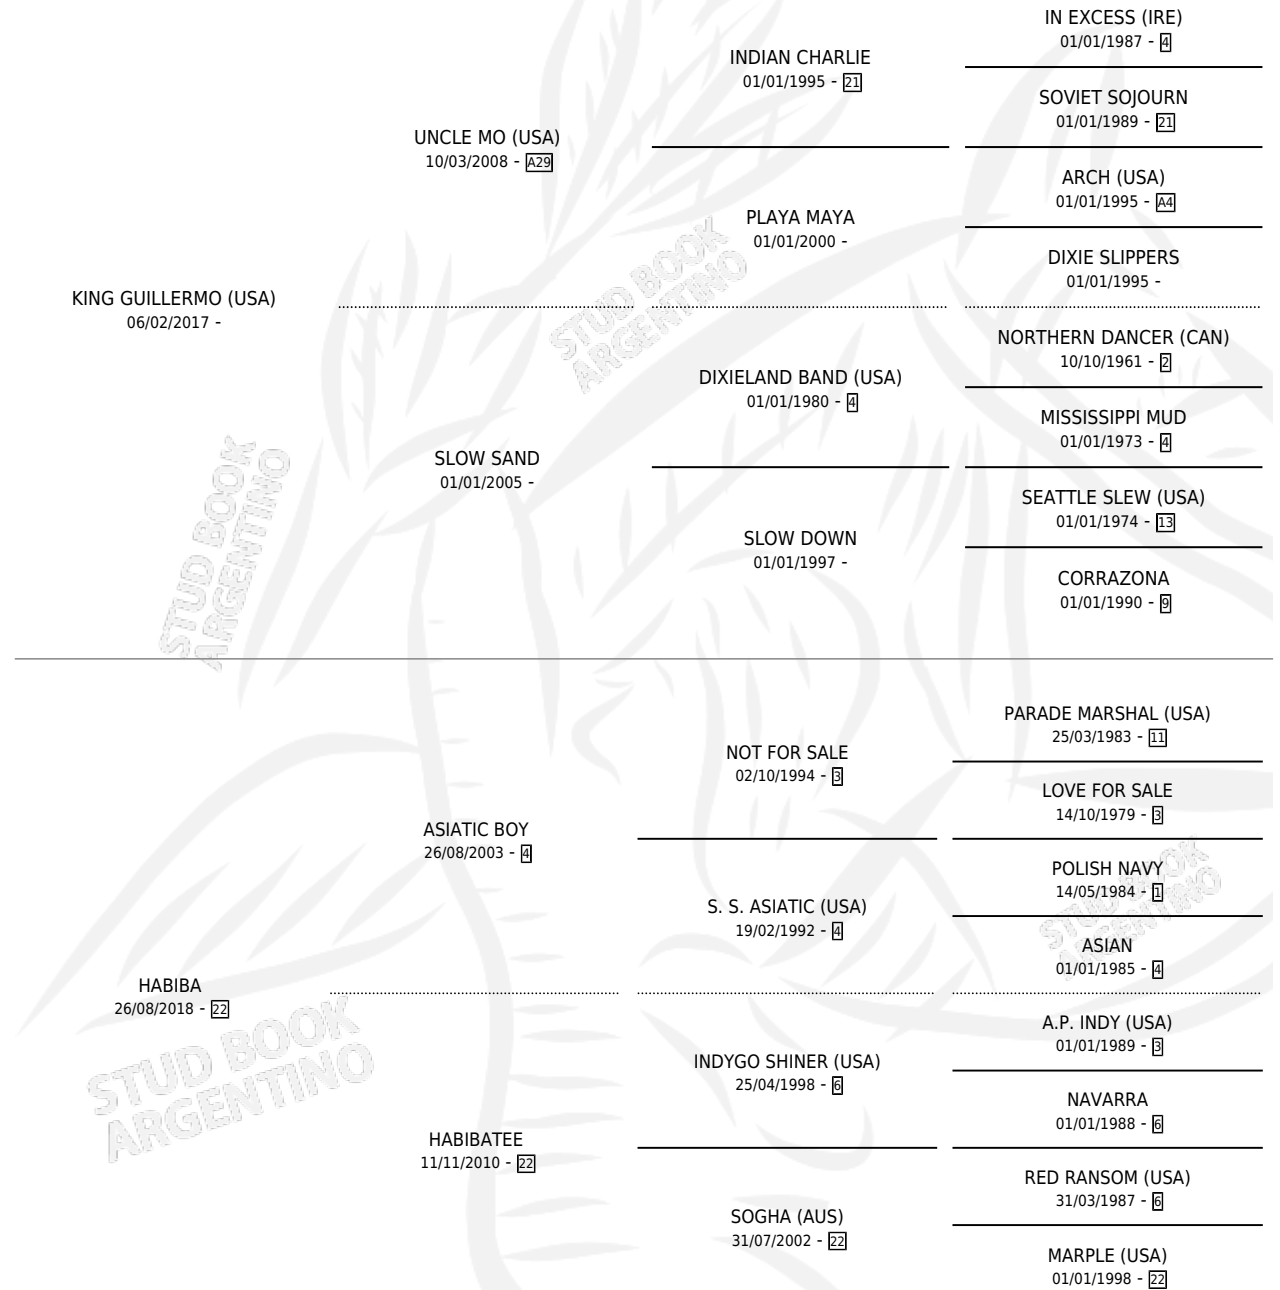 IN EXCESS (IRE)
01/01/1987 - 4
INDIAN CHARLIE
01/01/1995 - 21
SOVIET SOJOURN
01/01/1989 - 21
UNCLE MO (USA)
10/03/2008 - A29
ARCH (USA)
01/01/1995 - A4
PLAYA MAYA
01/01/2000 -
DIXIE SLIPPERS
01/01/1995 -
KING GUILLERMO (USA)
06/02/2017 -
STUD BOOK
ARGENTINO
NORTHERN DANCER (CAN)
10/10/1961 - 2
DIXIELAND BAND (USA)
01/01/1980 - 4
MISSISSIPPI MUD
01/01/1973 - 4
SLOW SAND
01/01/2005 -
SEATTLE SLEW (USA)
01/01/1974 - 13
SLOW DOWN
01/01/1997 -
CORRAZONA
01/01/1990 - 9
STUD BOOK
ARGENTINO
PARADE MARSHAL (USA)
25/03/1983 - 11
NOT FOR SALE
02/10/1994 - 3
LOVE FOR SALE
14/10/1979 - 3
ASIATIC BOY
26/08/2003 - 4
POLISH NAVY
14/05/1984 - 1
S. S. ASIATIC (USA)
19/02/1992 - 4
STUD BOOK
ARGENTINO
ASIAN
01/01/1985 - 4
HABIBA
26/08/2018 - 22
A.P. INDY (USA)
01/01/1989 - 3
INDYGO SHINER (USA)
25/04/1998 - 6
STUD BOOK
ARGENTINO
NAVARRA
01/01/1988 - 6
HABIBATEE
11/11/2010 - 22
RED RANSOM (USA)
31/03/1987 - 6
SOGHA (AUS)
31/07/2002 - 22
MARPLE (USA)
01/01/1998 - 22